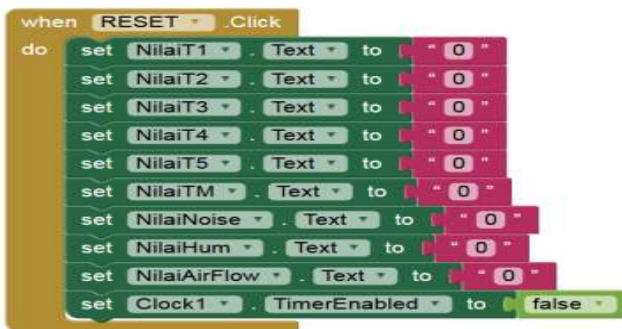 when RESET .Click
do set NilaiT1 . Text to " 0 "
set NilaiT2 . Text to " 0 "
set NilaiT3 . Text to " 0 "
set NilaiT4 . Text to " 0 "
set NilaiT5 . Text to " 0 "
set NilaiTM . Text to " 0 "
set NilaiNoise . Text to " 0 "
set NilaiHum . Text to " 0 "
set NilaiAirFlow . Text to " 0 "
set Clock1 . TimerEnabled to false